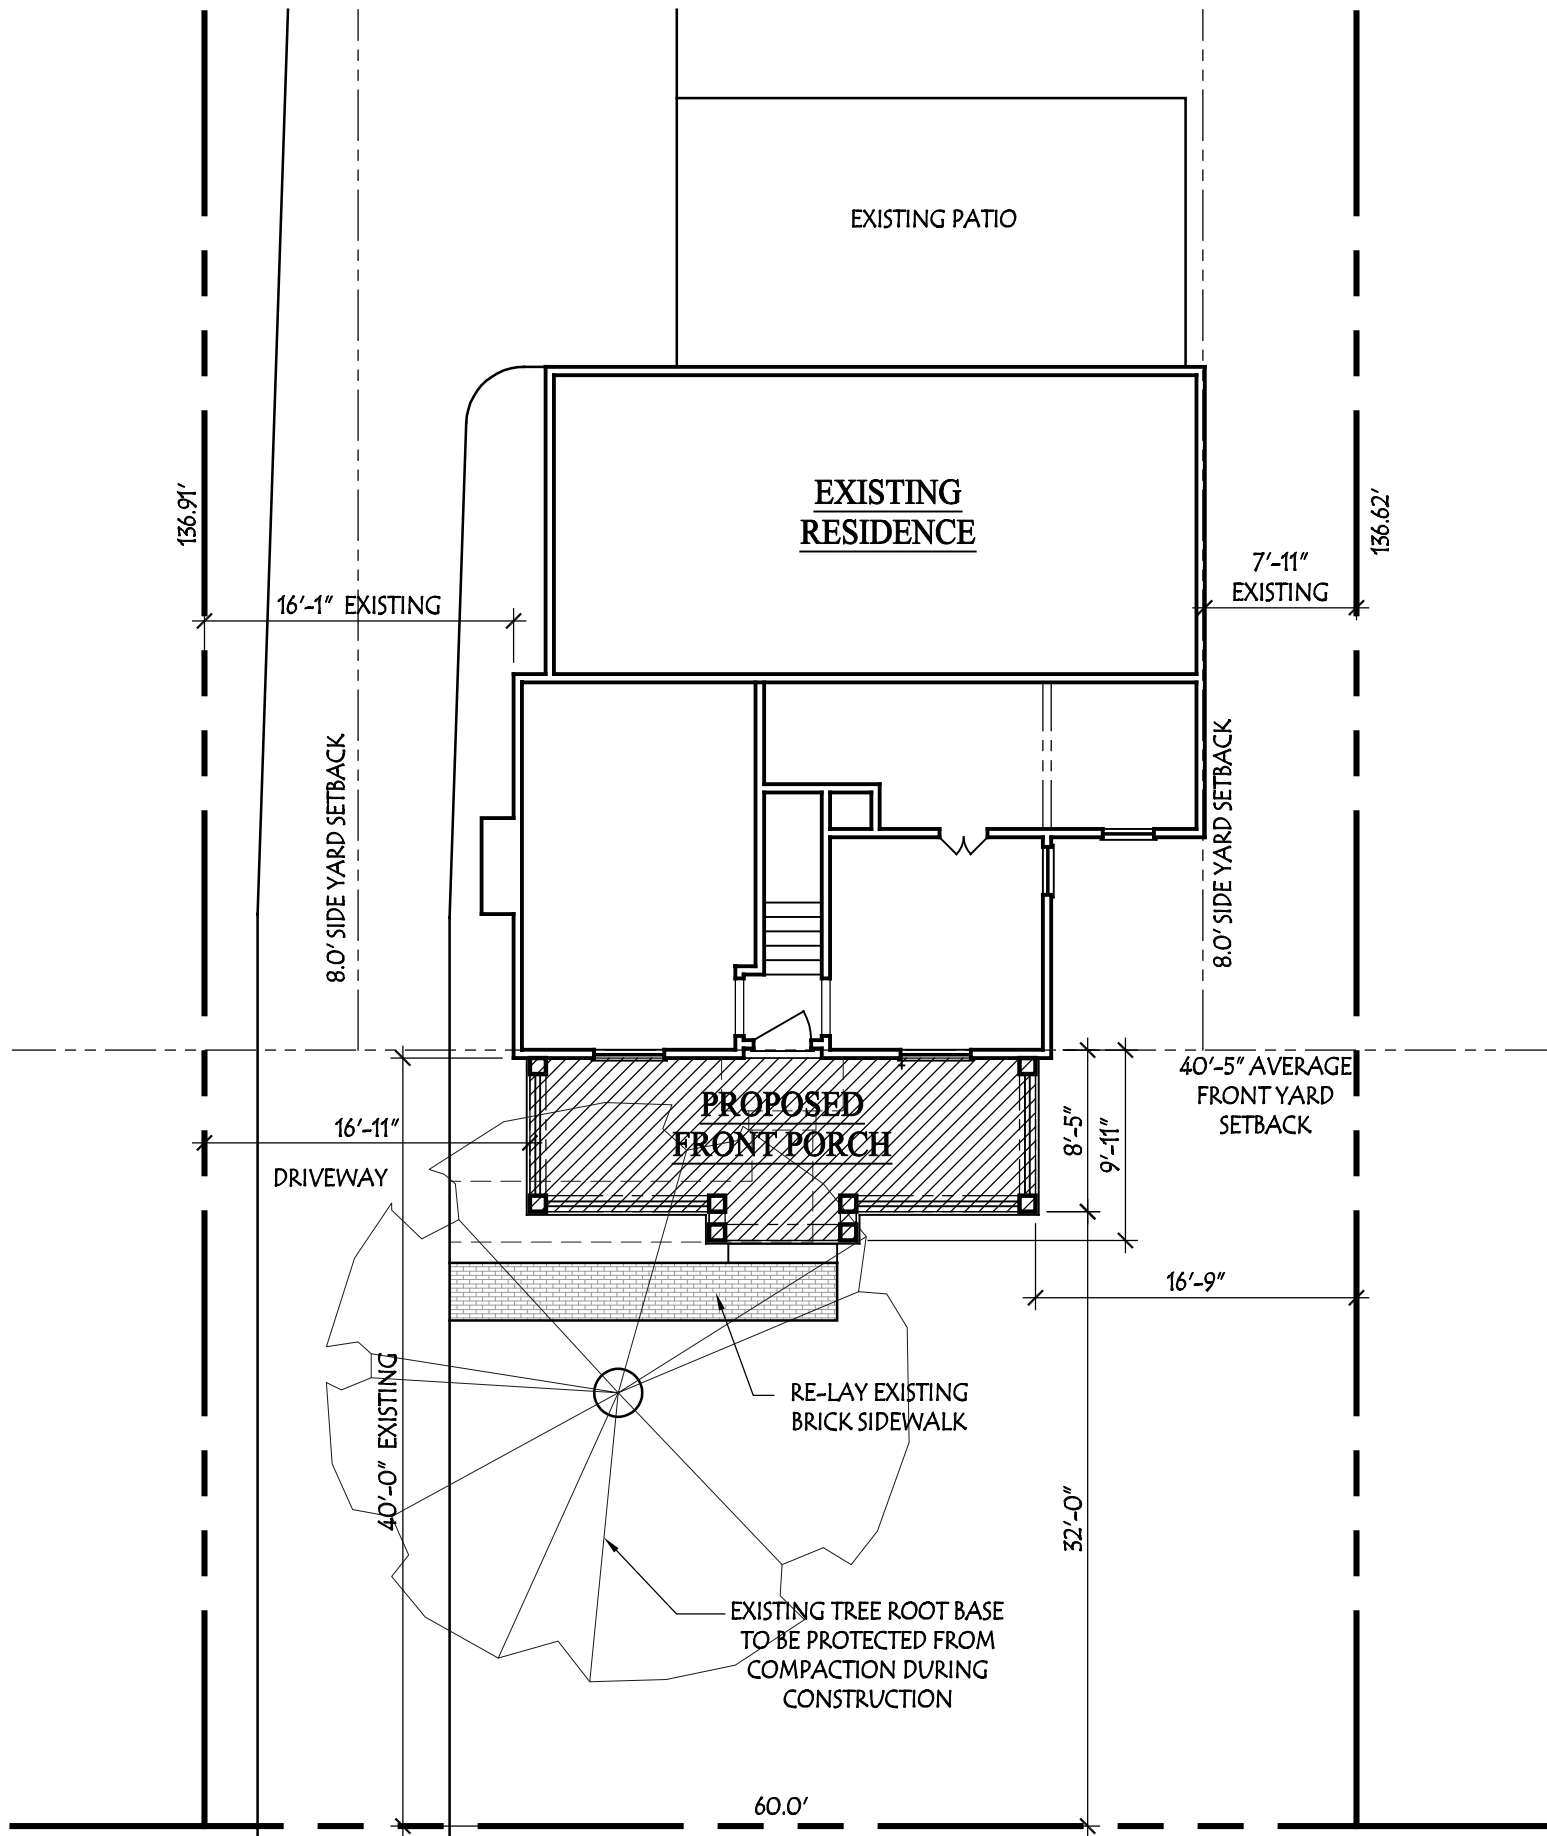 EXISTING PATIO
EXISTING
RESIDENCE
136.91'
136.62'
7'-11"
EXISTING
16'-1" EXISTING
8.0' SIDE YARD SETBACK
8.0' SIDE YARD SETBACK
40'-5" AVERAGE
FRONT YARD
SETBACK
PROPOSED
FRONT PORCH
8'-5"
9'-11"
16'-11"
DRIVEWAY
16'-9"
40'-0" EXISTING
RE-LAY EXISTING
BRICK SIDEWALK
32'-0"
EXISTING TREE ROOT BASE
TO BE PROTECTED FROM
COMPACTION DURING
CONSTRUCTION
60.0'